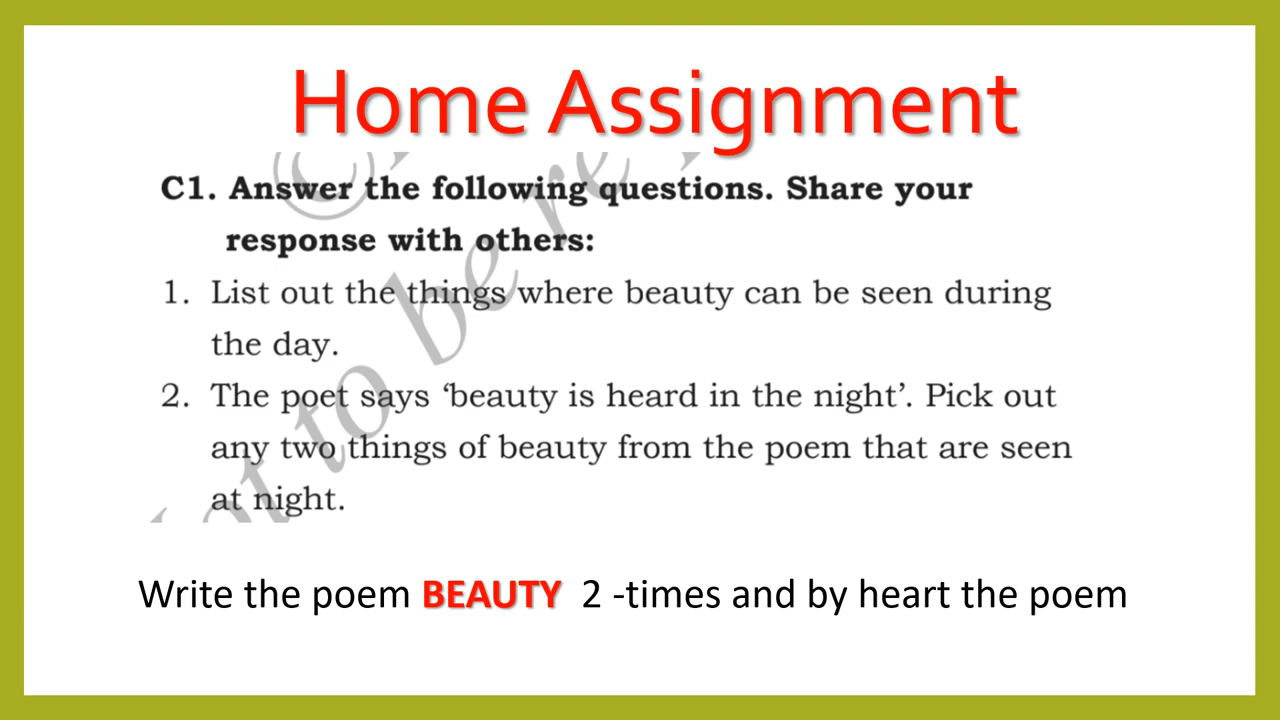 Home Assignment
C1. Answer the following questions. Share your
response with others:
1. List out the things where beauty can be seen during
the day.
2. The poet says ‘beauty is heard in the night’. Pick out
any two things of beauty from the poem that are seen
at night.
Write the poem BEAUTY 2 -times and by heart the poem